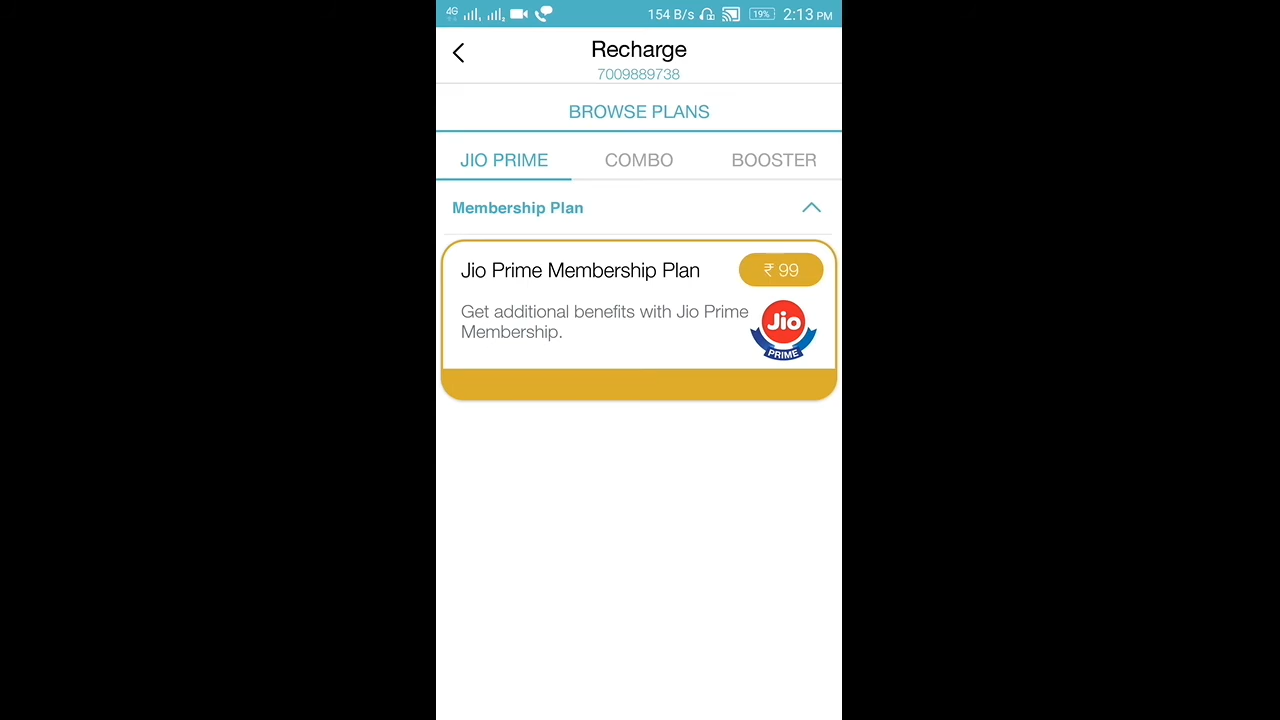 4G 154 B/s 19% 2:13 PM
Recharge
7009889738
BROWSE PLANS
JIO PRIME COMBO BOOSTER
Membership Plan
Jio Prime Membership Plan ₹ 99
Get additional benefits with Jio Prime
Membership.
Jio
PRIME